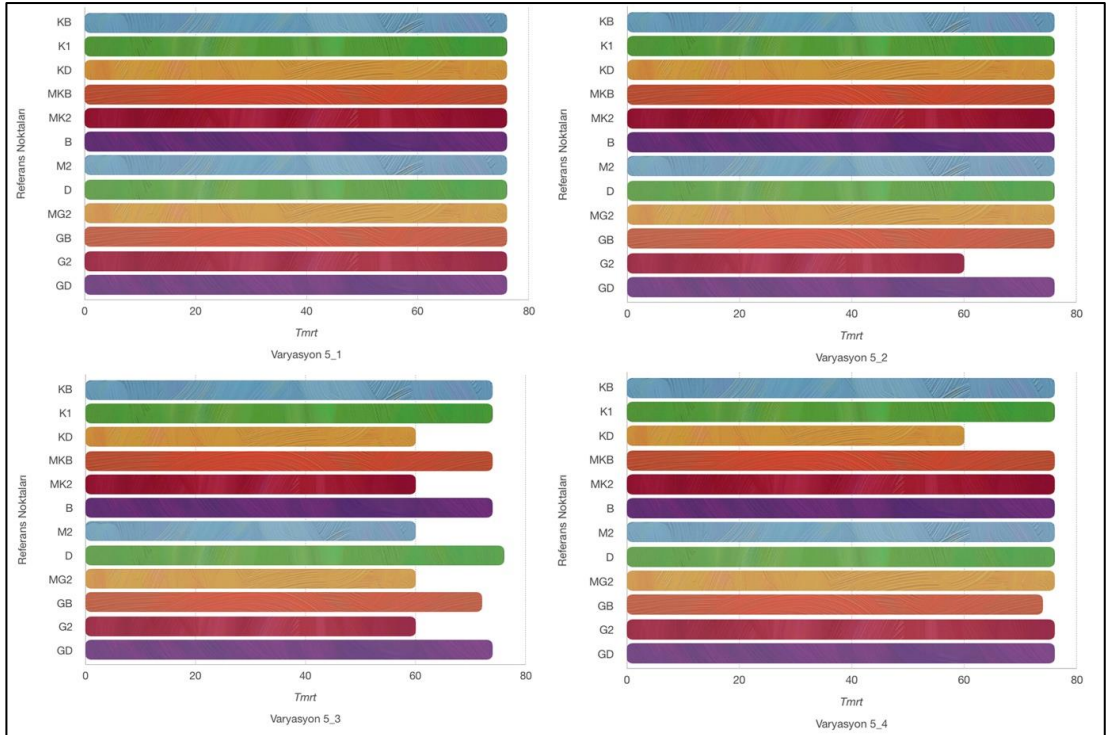 KB
K1
KD
MKB
MK2
B
M2
D
MG2
GB
G2
GD
Referans Noktaları
0 20 40 60 80
Tmrt
Varyasyon 5_1
KB
K1
KD
MKB
MK2
B
M2
D
MG2
GB
G2
GD
Referans Noktaları
0 20 40 60 80
Tmrt
Varyasyon 5_2
KB
K1
KD
MKB
MK2
B
M2
D
MG2
GB
G2
GD
Referans Noktaları
0 20 40 60 80
Tmrt
Varyasyon 5_3
KB
K1
KD
MKB
MK2
B
M2
D
MG2
GB
G2
GD
Referans Noktaları
0 20 40 60 80
Tmrt
Varyasyon 5_4